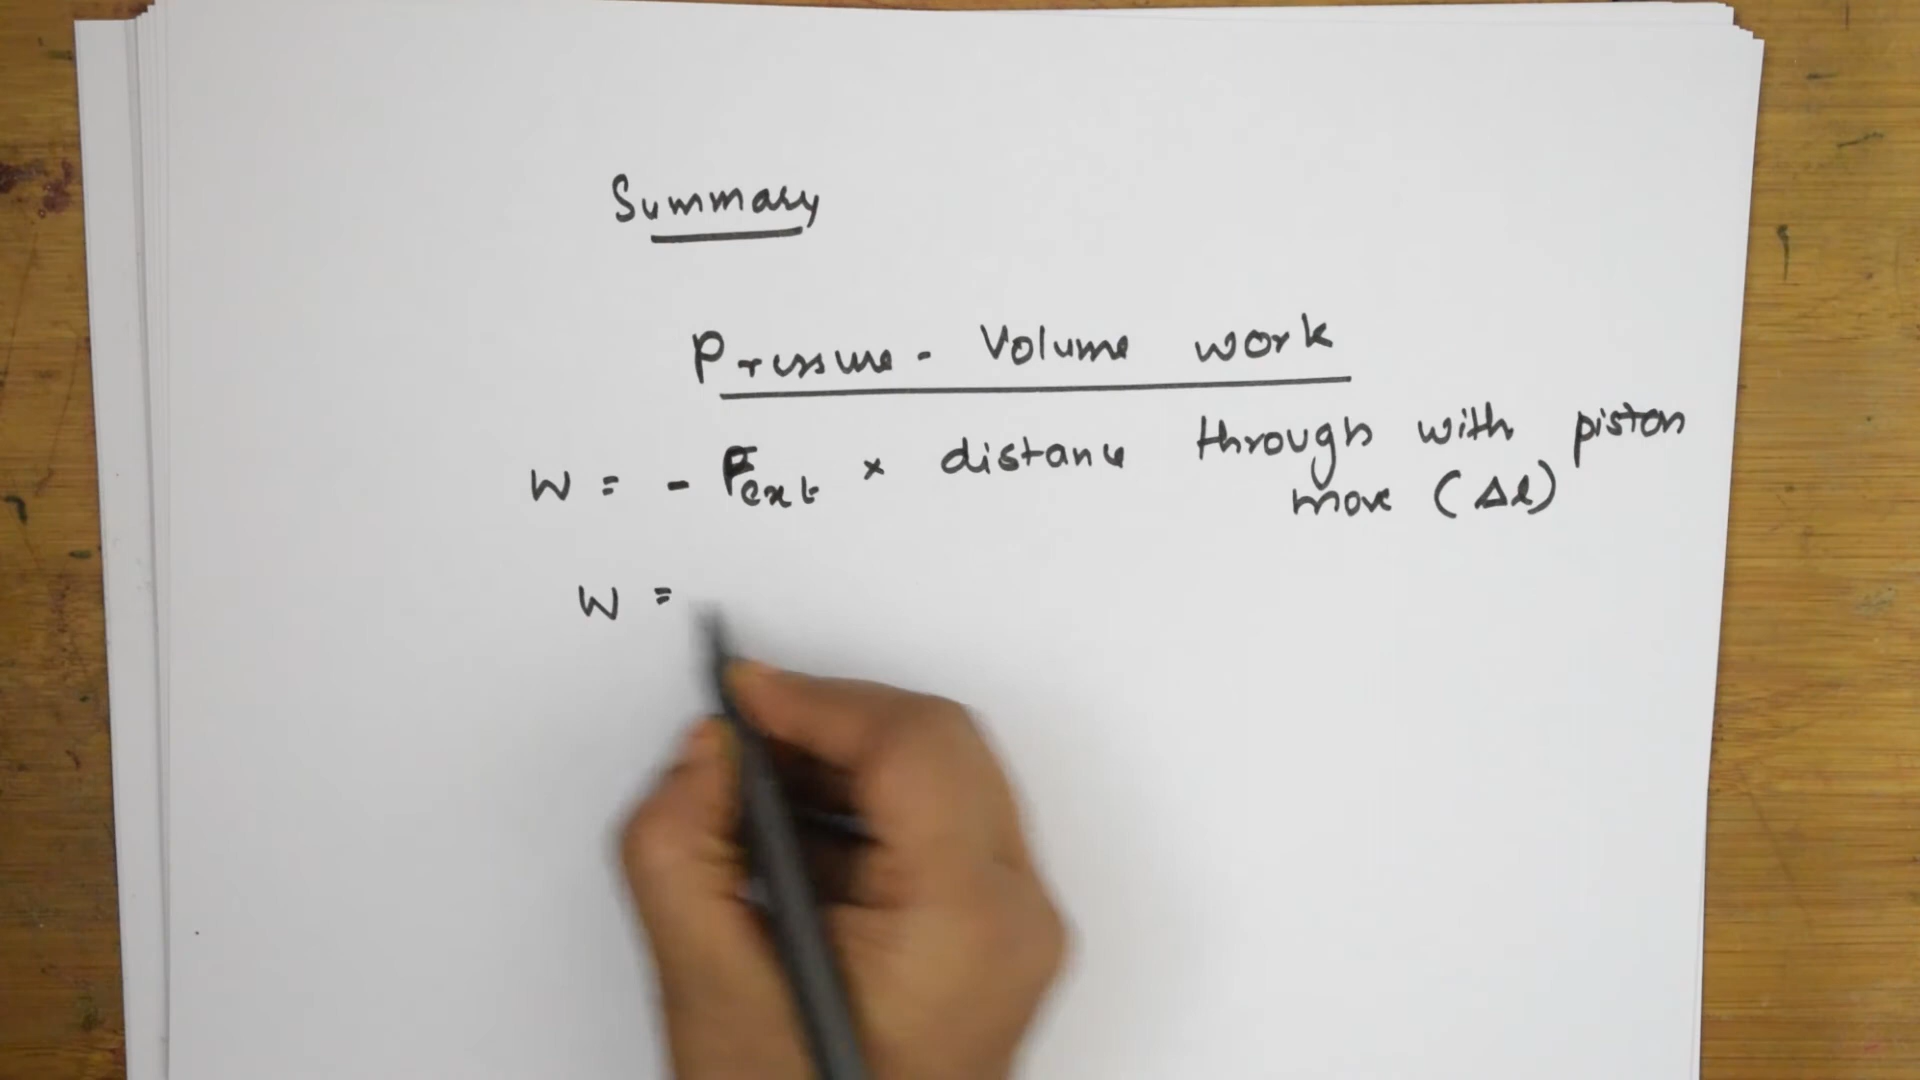 Summary
Pressure - Volume work
W = - Fext × distance through with piston
move (Δl)
W =